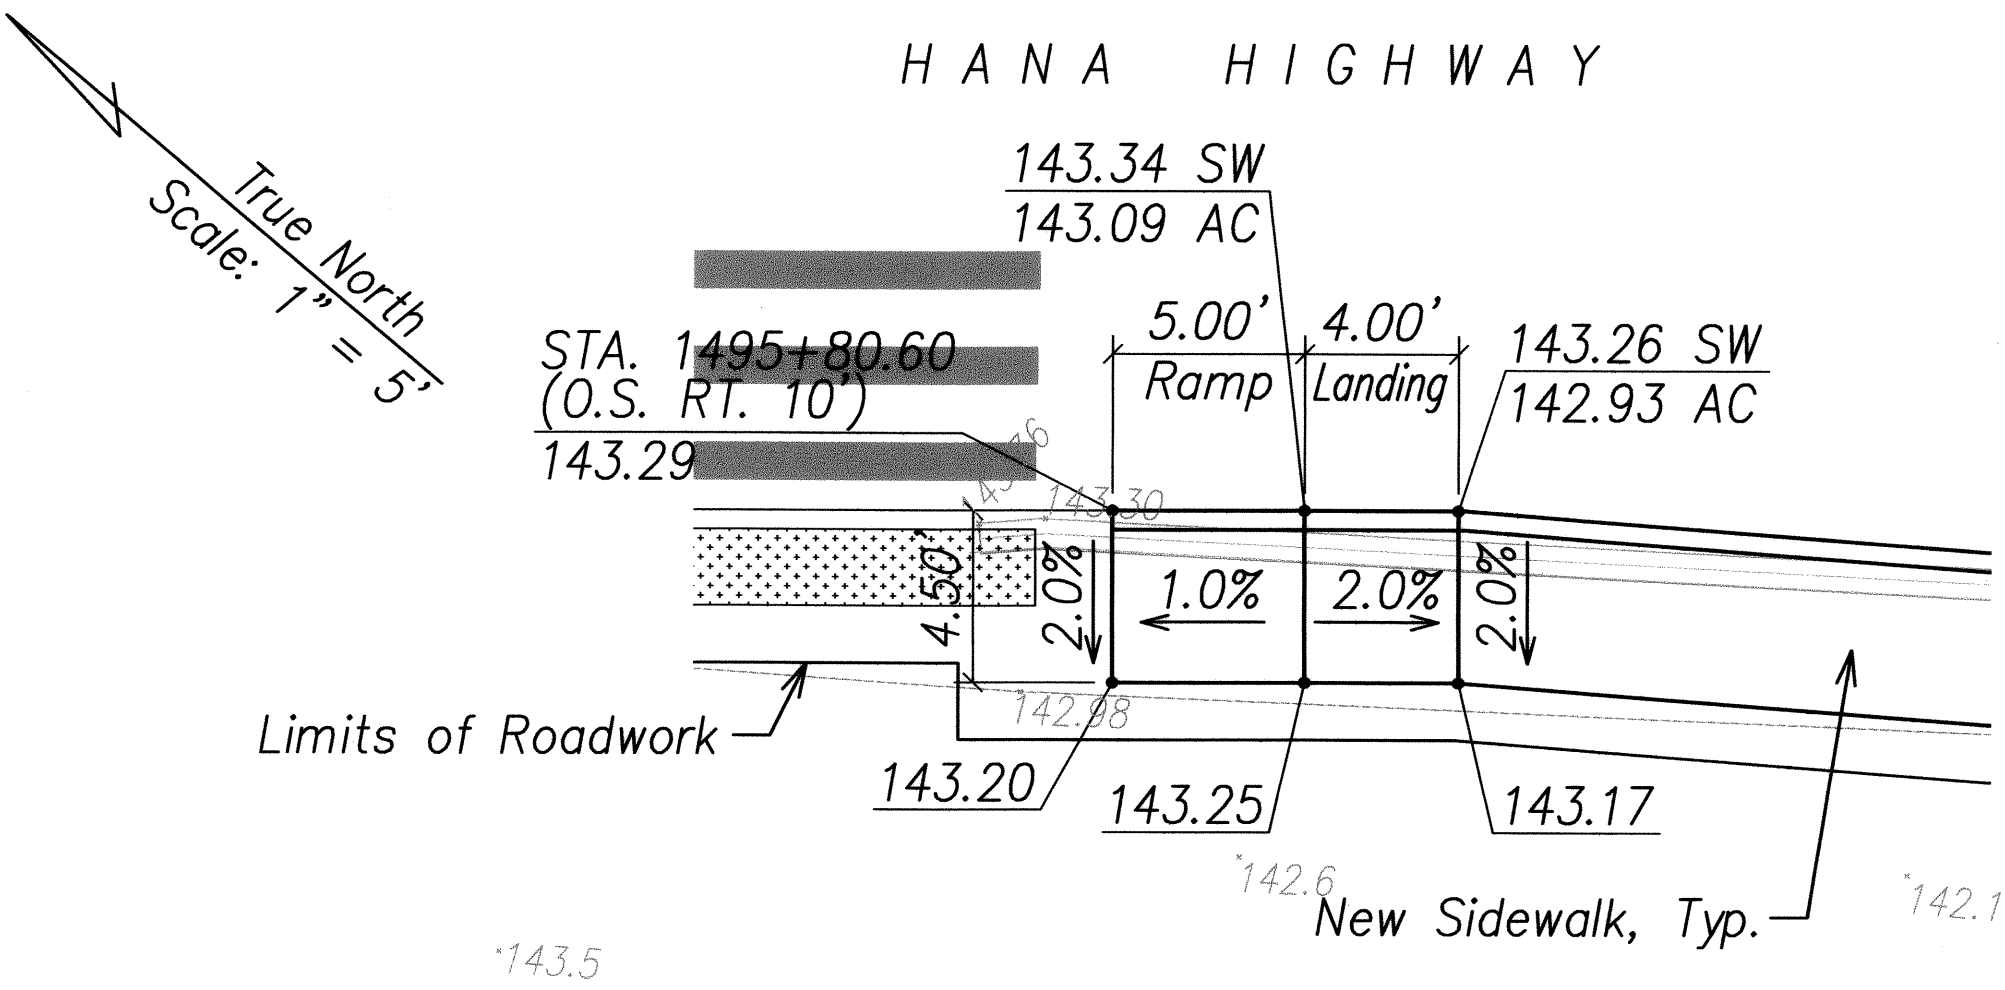 HANA HIGHWAY
True North
Scale: 1" = 5'
143.34 SW
143.09 AC
5.00'
Ramp
4.00'
Landing
143.26 SW
142.93 AC
STA. 1495+80.60
(O.S. RT. 10')
143.29
143.30
4.50'
2.0%
1.0%
2.0%
2.0%
Limits of Roadwork
142.98
143.20
143.25
143.17
142.6
New Sidewalk, Typ.
142.1
143.5